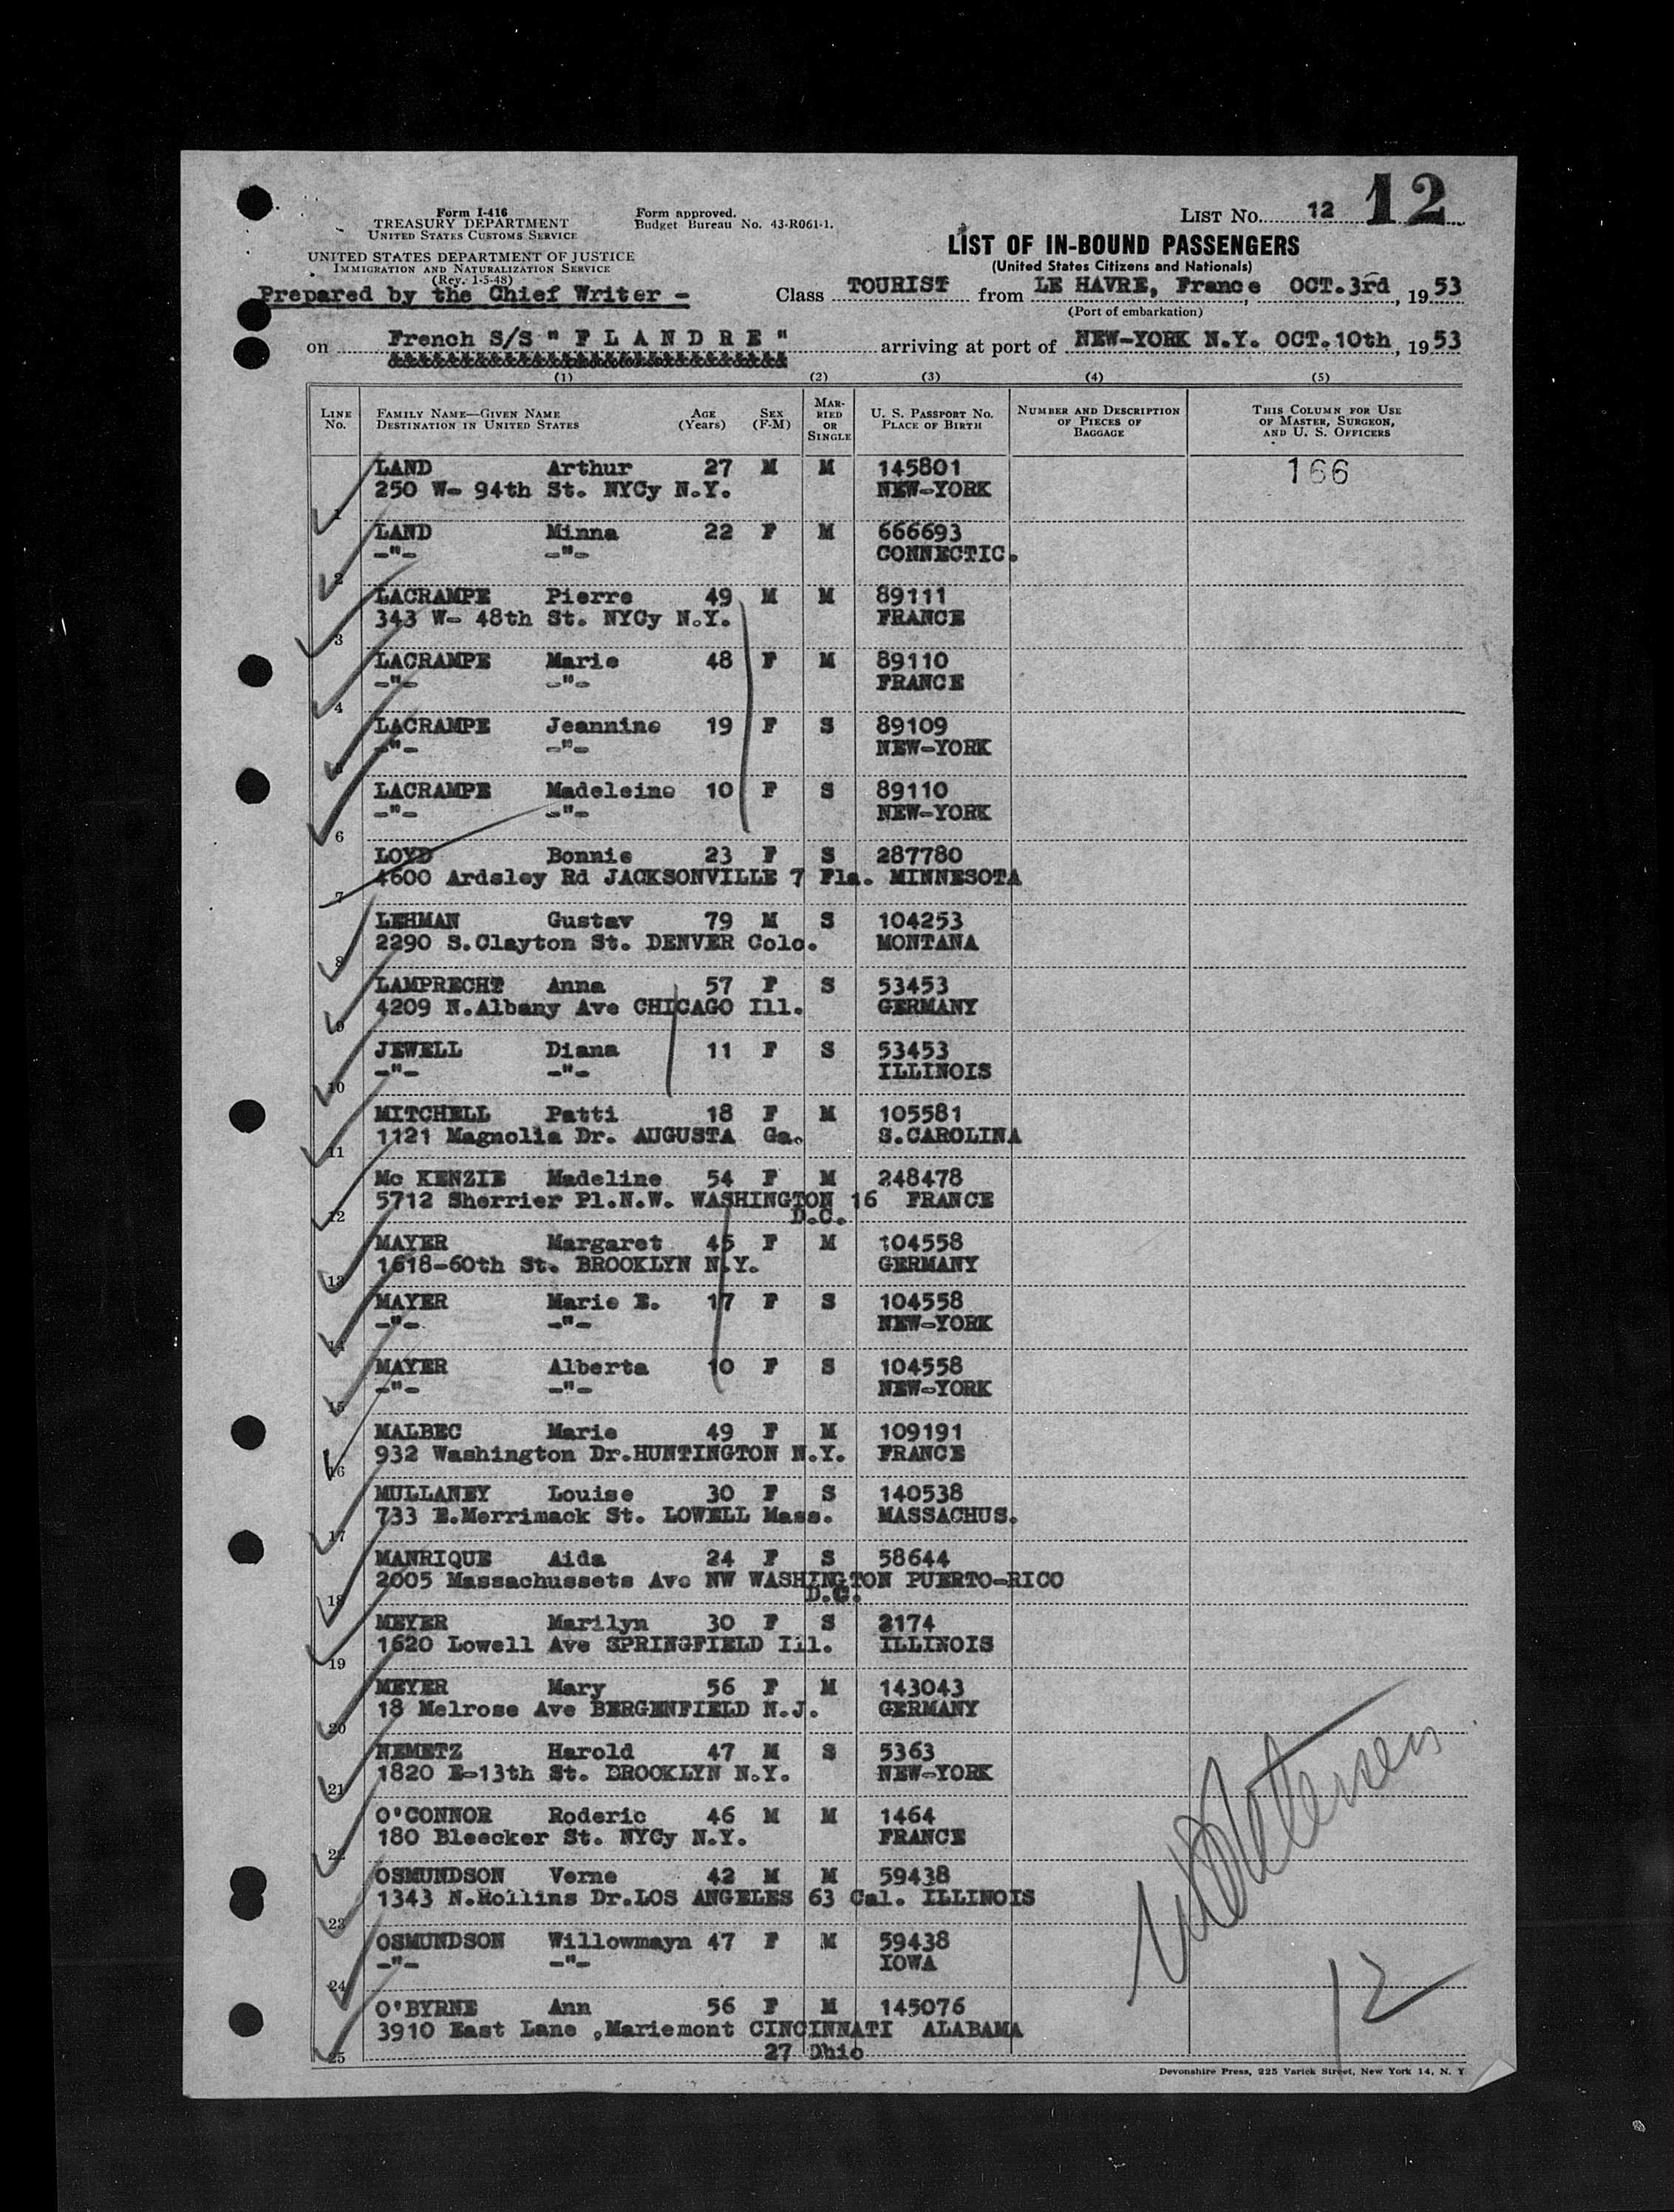 LIST NO. 12 12
Form I-416
TREASURY DEPARTMENT
UNITED STATES CUSTOMS SERVICE
Form approved.
Budget Bureau No. 43-R061-1.
UNITED STATES DEPARTMENT OF JUSTICE
IMMIGRATION AND NATURALIZATION SERVICE
(Rev. 1-5-48)
Prepared by the Chief Writer -
LIST OF IN-BOUND PASSENGERS
(United States Citizens and Nationals)
Class TOURIST from LE HAVRE, France, OCT.3rd, 1953
(Port of embarkation)
on French S/S " F L A N D R E " arriving at port of NEW-YORK N.Y. OCT.10th, 1953
(1) (2) (3) (4) (5)
LINE No. FAMILY NAME—GIVEN NAME DESTINATION IN UNITED STATES AGE (Years) SEX (F-M) MARRIED OR SINGLE U. S. PASSPORT NO. PLACE OF BIRTH NUMBER AND DESCRIPTION OF PIECES OF BAGGAGE THIS COLUMN FOR USE OF MASTER, SURGEON, AND U. S. OFFICERS
LAND Arthur 27 M M 145801 166
1 250 W- 94th St. NYCy N.Y. NEW-YORK
LAND Minna 22 F M 666693
2 -"- -"- CONNECTIC.
LACRAMPE Pierre 49 M M 89111
3 343 W- 48th St. NYCy N.Y. FRANCE
LACRAMPE Marie 48 F M 89110
4 -"- -"- FRANCE
LACRAMPE Jeannine 19 F S 89109
5 -"- -"- NEW-YORK
LACRAMPE Madeleine 10 F S 89110
6 -"- -"- NEW-YORK
LOYD Bonnie 23 F S 287780
7 4600 Ardsley Rd JACKSONVILLE 7 Fla. MINNESOTA
LEHMAN Gustav 79 M S 104253
8 2290 S.Clayton St. DENVER Colo. MONTANA
LAMPRECHT Anna 57 F S 53453
9 4209 N.Albany Ave CHICAGO Ill. GERMANY
JEWELL Diana 11 F S 53453
10 -"- -"- ILLINOIS
MITCHELL Patti 18 F M 105581
11 1121 Magnolia Dr. AUGUSTA Ga. S.CAROLINA
Mc KENZIE Madeline 54 F M 248478
12 5712 Sherrier Pl.N.W. WASHINGTON 16 FRANCE
D.C.
MAYER Margaret 45 F M 104558
13 1618-60th St. BROOKLYN N.Y. GERMANY
MAYER Marie E. 17 F S 104558
14 -"- -"- NEW-YORK
MAYER Alberta 10 F S 104558
15 -"- -"- NEW-YORK
MALBEC Marie 49 F M 109191
16 932 Washington Dr.HUNTINGTON N.Y. FRANCE
MULLANEY Louise 30 F S 140538
17 733 E.Merrimack St. LOWELL Mass. MASSACHUS.
MANRIQUE Aida 24 F S 58644
18 2005 Massachussets Ave NW WASHINGTON PUERTO-RICO
D.C.
MEYER Marilyn 30 F S 2174
19 1620 Lowell Ave SPRINGFIELD Ill. ILLINOIS
MEYER Mary 56 F M 143043
20 18 Melrose Ave BERGENFIELD N.J. GERMANY
NEMETZ Harold 47 M S 5363
21 1820 E-13th St. BROOKLYN N.Y. NEW-YORK
O'CONNOR Roderic 46 M M 1464
22 180 Bleecker St. NYCy N.Y. FRANCE
OSMUNDSON Verne 42 M M 59438
23 1343 N.Rollins Dr.LOS ANGELES 63 Cal. ILLINOIS
OSMUNDSON Willowmayn 47 F M 59438
24 -"- -"- IOWA
O'BYRNE Ann 56 F M 145076
25 3910 East Lane ,Mariemont CINCINNATI ALABAMA
27 Ohio
12
Devonshire Press, 225 Varick Street, New York 14, N. Y